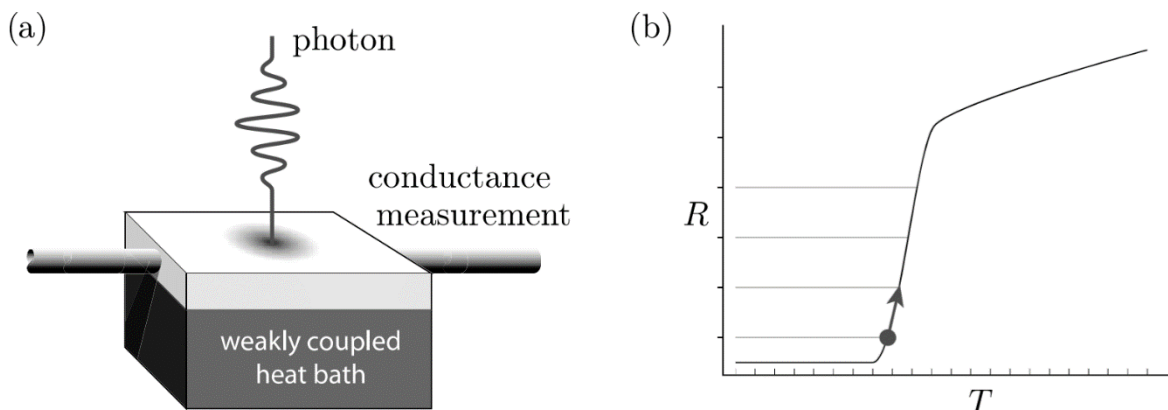 (a)
photon
conductance
measurement
weakly coupled
heat bath
(b)
R
T